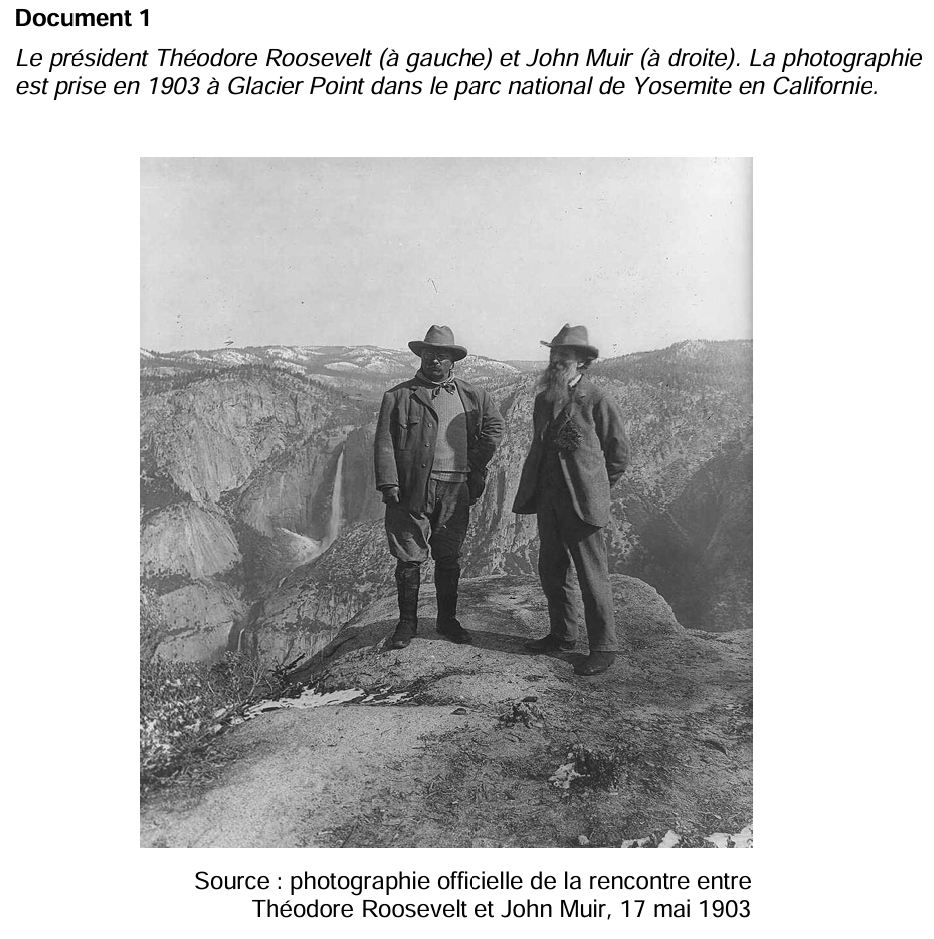 Document 1
Le président Théodore Roosevelt (à gauche) et John Muir (à droite). La photographie
est prise en 1903 à Glacier Point dans le parc national de Yosemite en Californie.
Source : photographie officielle de la rencontre entre
Théodore Roosevelt et John Muir, 17 mai 1903